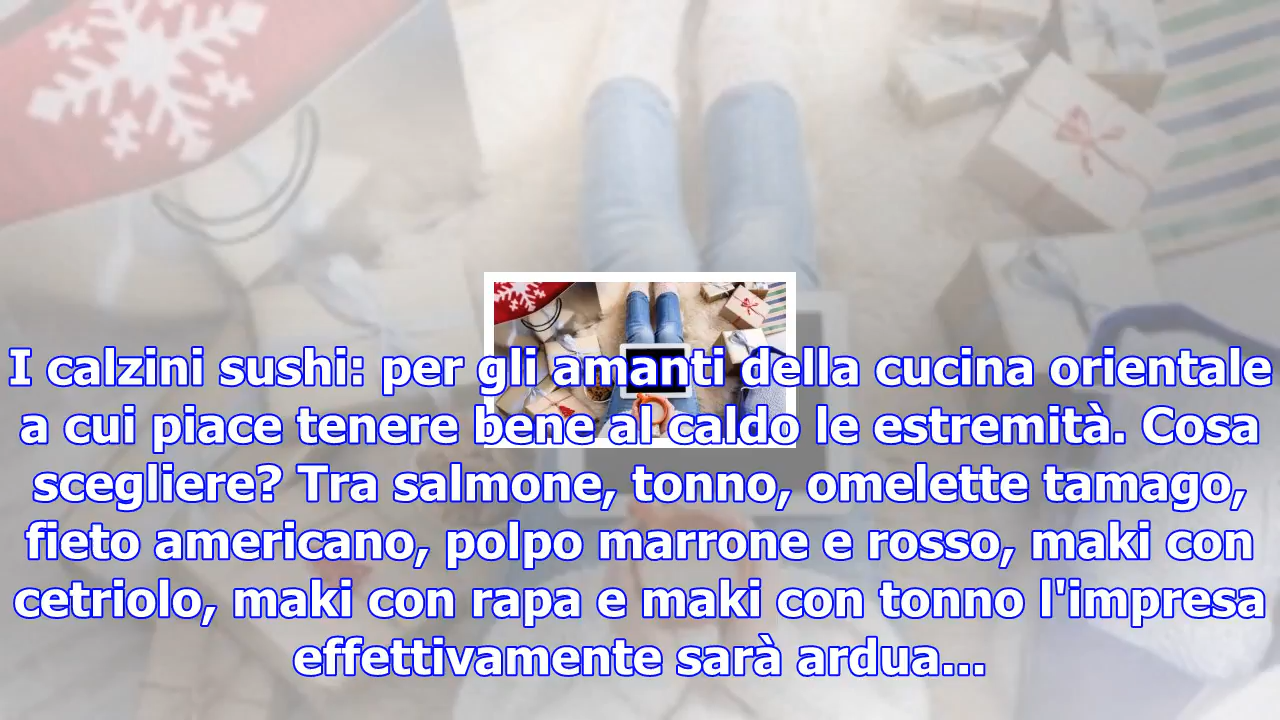 I calzini sushi: per gli amanti della cucina orientale
a cui piace tenere bene al caldo le estremità. Cosa
scegliere? Tra salmone, tonno, omelette tamago,
fieto americano, polpo marrone e rosso, maki con
cetriolo, maki con rapa e maki con tonno l'impresa
effettivamente sarà ardua...